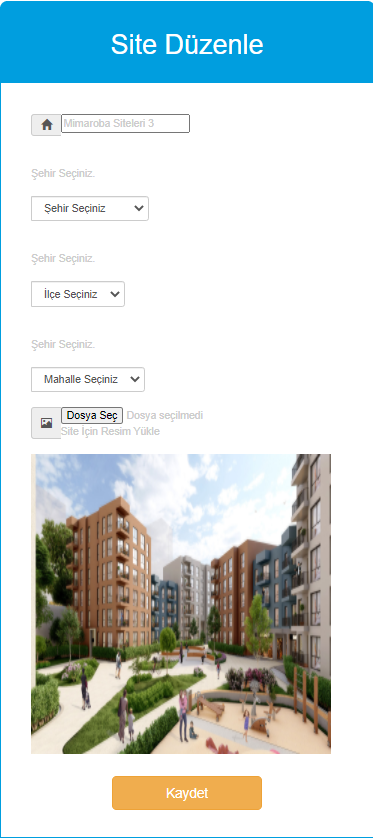 Site Düzenle
Mimaroba Siteleri 3
Şehir Seçiniz.
Şehir Seçiniz
Şehir Seçiniz.
İlçe Seçiniz
Şehir Seçiniz.
Mahalle Seçiniz
Dosya Seç Dosya seçilmedi
Site İçin Resim Yükle
Kaydet